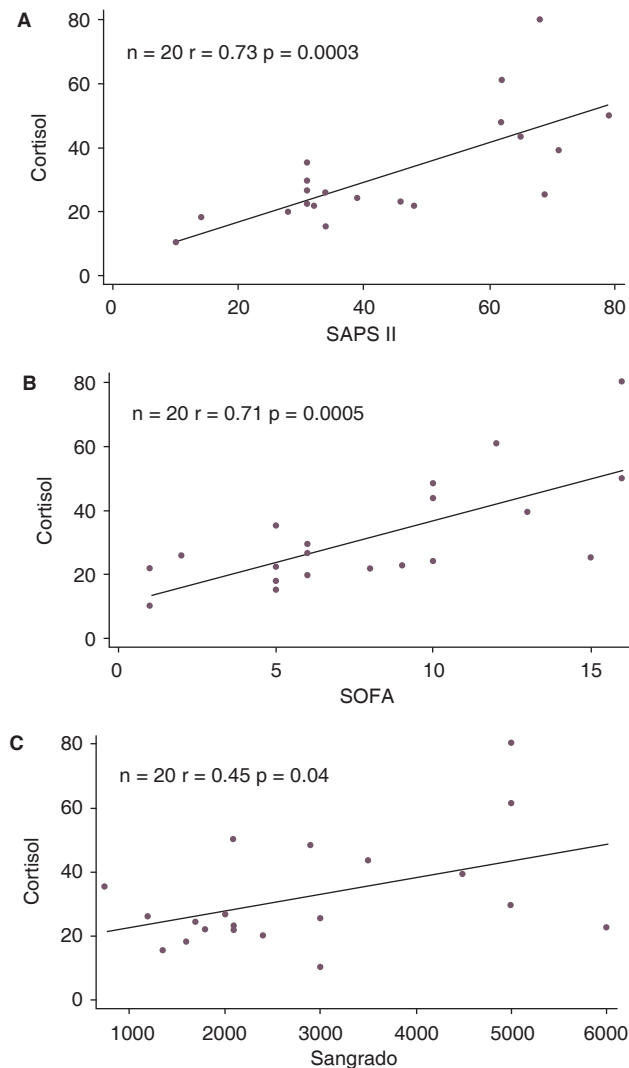 A
n = 20 r = 0.73 p = 0.0003
Cortisol
80
60
40
20
0
0 20 40 60 80
SAPS II
B
n = 20 r = 0.71 p = 0.0005
Cortisol
80
60
40
20
0
0 5 10 15
SOFA
C
n = 20 r = 0.45 p = 0.04
Cortisol
80
60
40
20
0
1000 2000 3000 4000 5000 6000
Sangrado